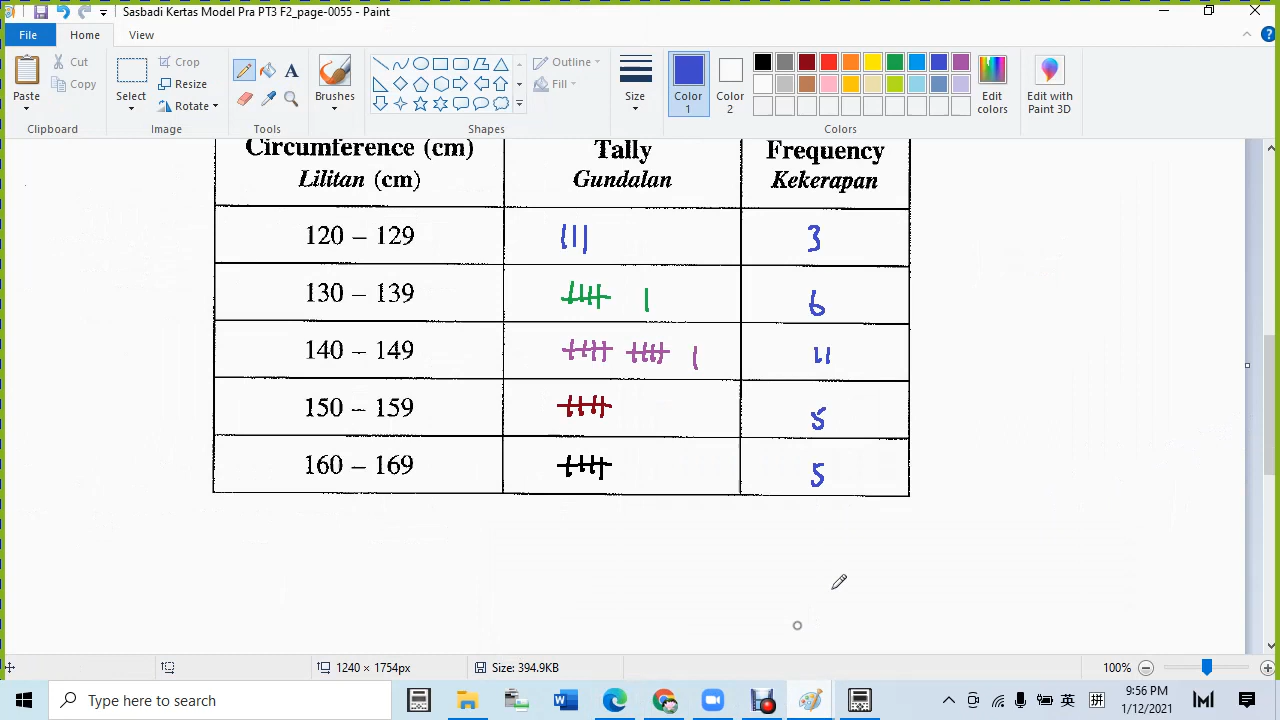 Sasbadi Kertas Model Pra PT3 F2_page-0055 - Paint
File Home View
Paste Cut Copy Clipboard
Select Crop Resize Rotate Image
Tools
Brushes
Outline Fill Shapes
Size
Color 1 Color 2 Edit colors Colors
Edit with Paint 3D
Circumference (cm) Tally Frequency
Lilitan (cm) Gundalan Kekerapan
120 – 129 3
130 – 139 6
140 – 149 11
150 – 159 5
160 – 169 5
1240 × 1754px Size: 394.9KB 100%
Type here to search
英 拼 9:56 PM
1/12/2021